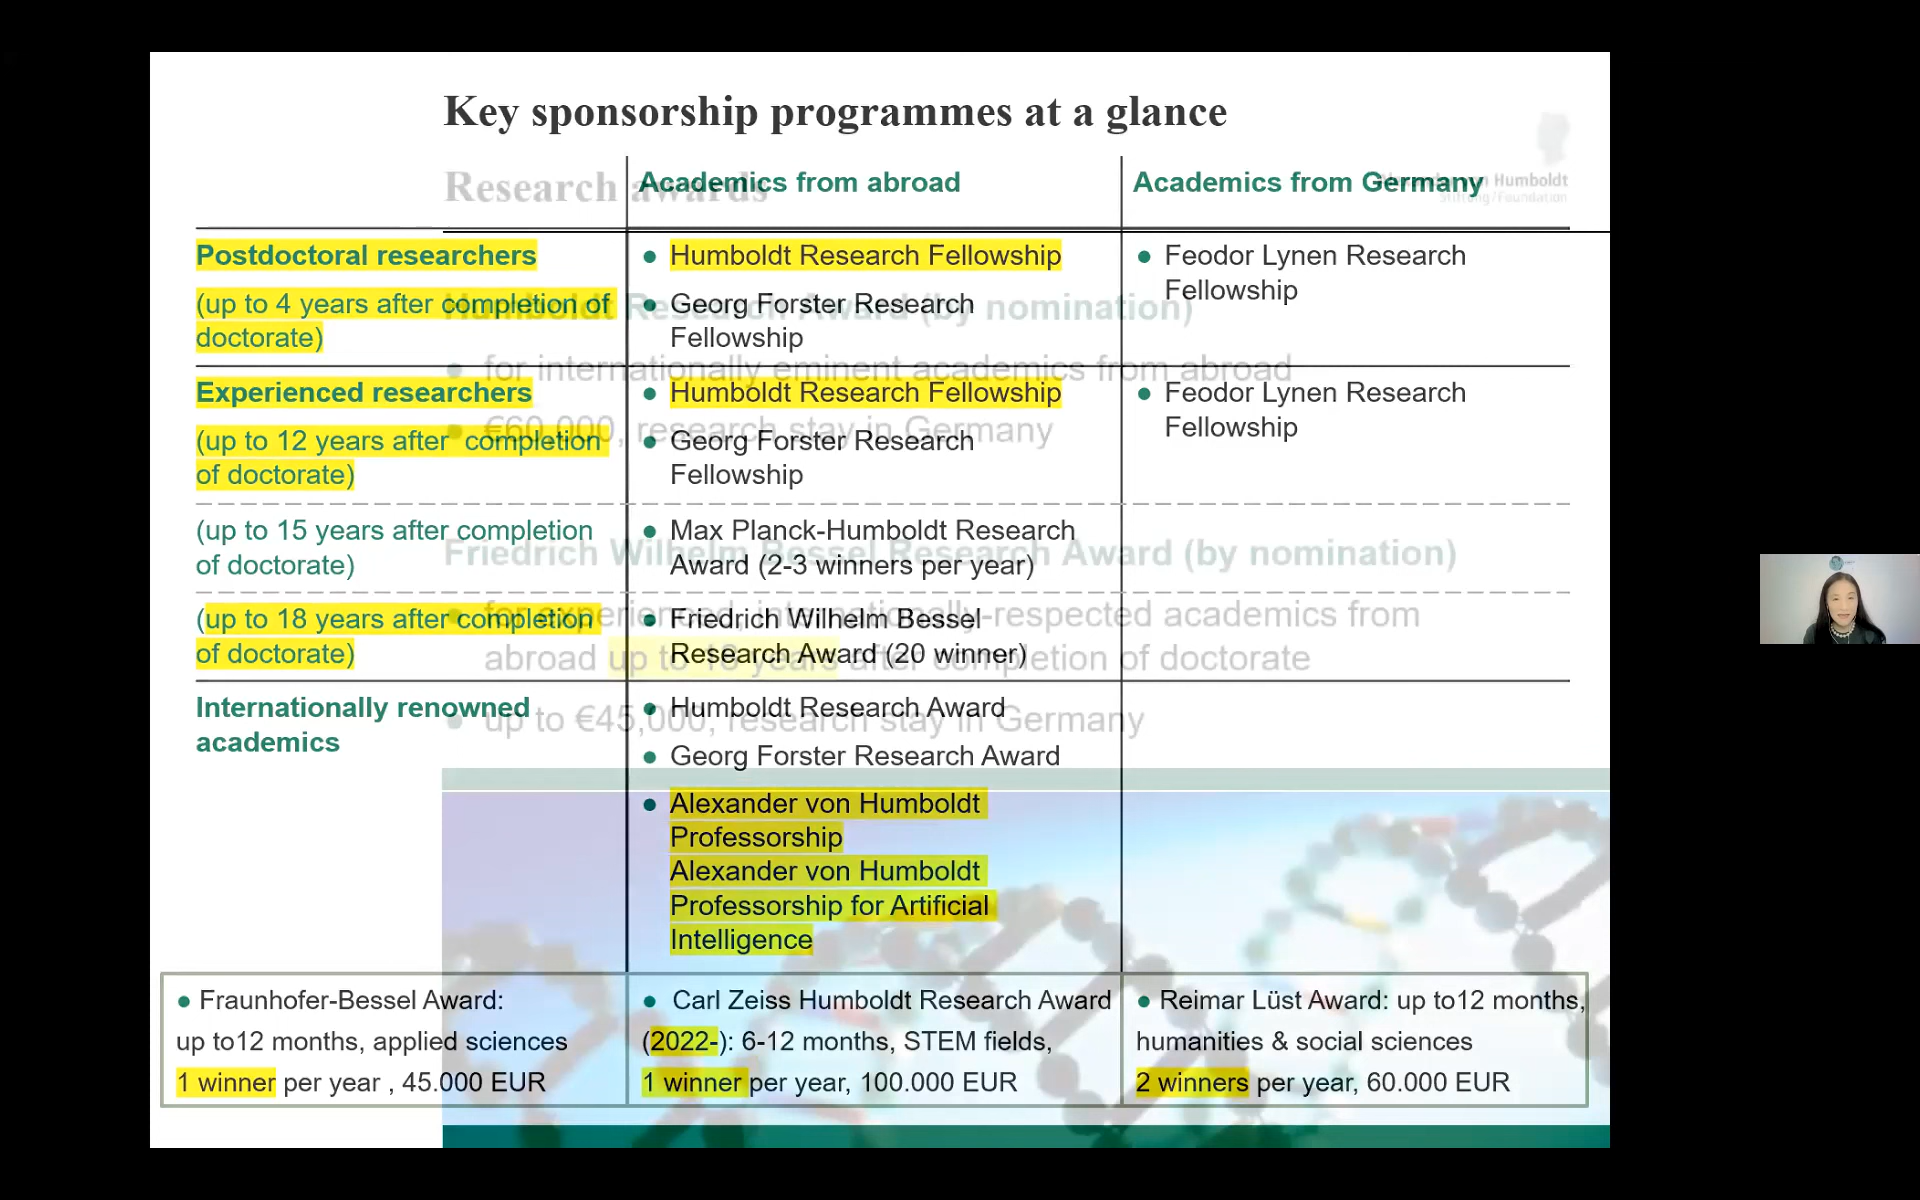 Key sponsorship programmes at a glance
Research awards
Academics from abroad
Academics from Germany
Humboldt
Stiftung/Foundation
Postdoctoral researchers
(up to 4 years after completion of
doctorate)
Humboldt Research Fellowship
Georg Forster Research
Fellowship
Feodor Lynen Research
Fellowship
Humboldt Research Award (by nomination)
for internationally eminent academics from abroad
Experienced researchers
(up to 12 years after completion
of doctorate)
Humboldt Research Fellowship
Georg Forster Research
Fellowship
Feodor Lynen Research
Fellowship
€60,000, research stay in Germany
(up to 15 years after completion
of doctorate)
Max Planck-Humboldt Research
Award (2-3 winners per year)
Friedrich Wilhelm Bessel Research Award (by nomination)
(up to 18 years after completion
of doctorate)
Friedrich Wilhelm Bessel
Research Award (20 winner)
for experienced, internationally-respected academics from
abroad up to 18 years after completion of doctorate
Internationally renowned
academics
Humboldt Research Award
Georg Forster Research Award
Alexander von Humboldt
Professorship
Alexander von Humboldt
Professorship for Artificial
Intelligence
up to €45,000, research stay in Germany
Fraunhofer-Bessel Award:
up to12 months, applied sciences
1 winner per year , 45.000 EUR
Carl Zeiss Humboldt Research Award
(2022-): 6-12 months, STEM fields,
1 winner per year, 100.000 EUR
Reimar Lüst Award: up to12 months,
humanities & social sciences
2 winners per year, 60.000 EUR